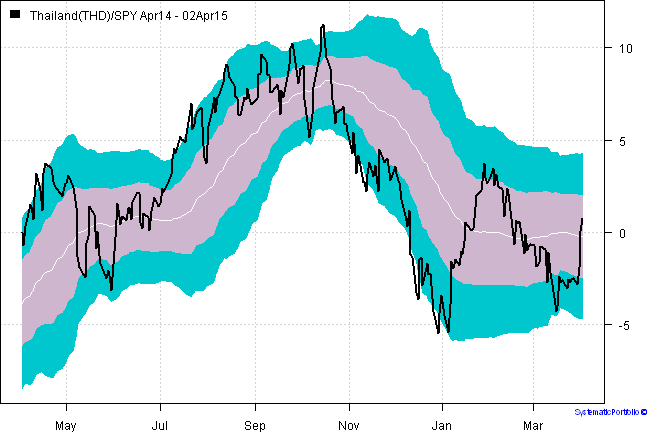 Thailand(THD)/SPY Apr14 - 02Apr15
10
5
0
-5
May Jul Sep Nov Jan Mar
SystematicPortfolio ©